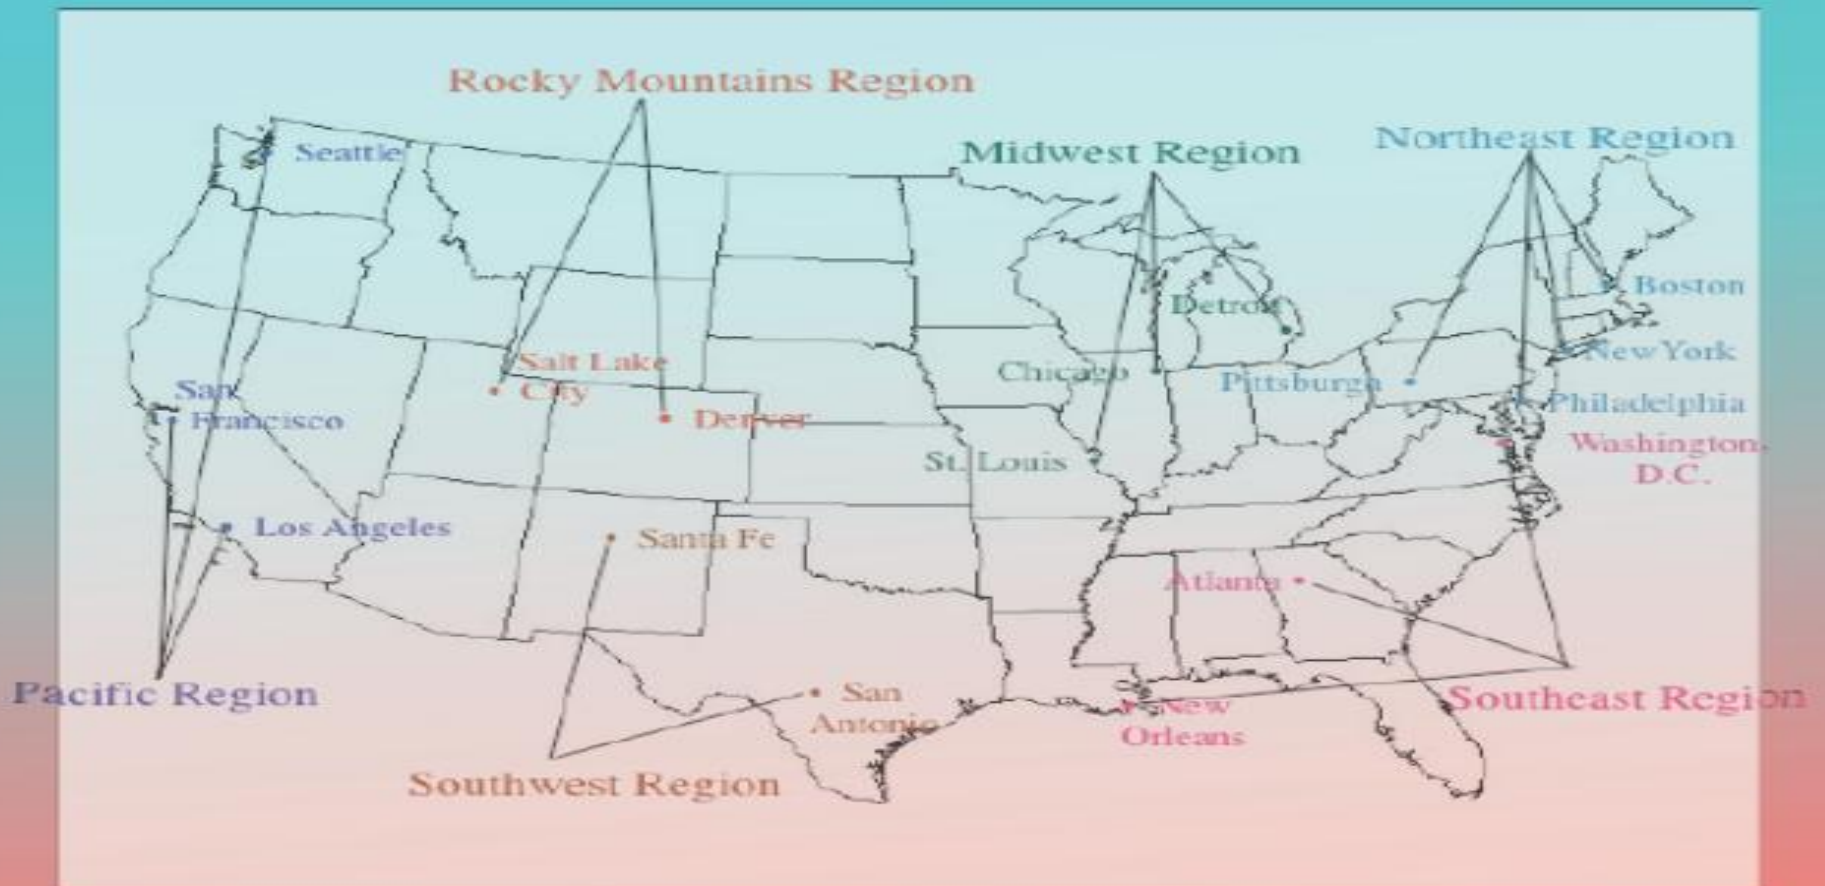 Rocky Mountains Region
Northeast Region
Midwest Region
Seattle
Boston
Detroit
New York
Salt Lake
City
Chicago
Pittsburgh
San
Francisco
Denver
Philadelphia
Washington
D.C.
St. Louis
Los Angeles
Santa Fe
Atlanta
Pacific Region
San
Antonio
Southeast Region
New
Orleans
Southwest Region